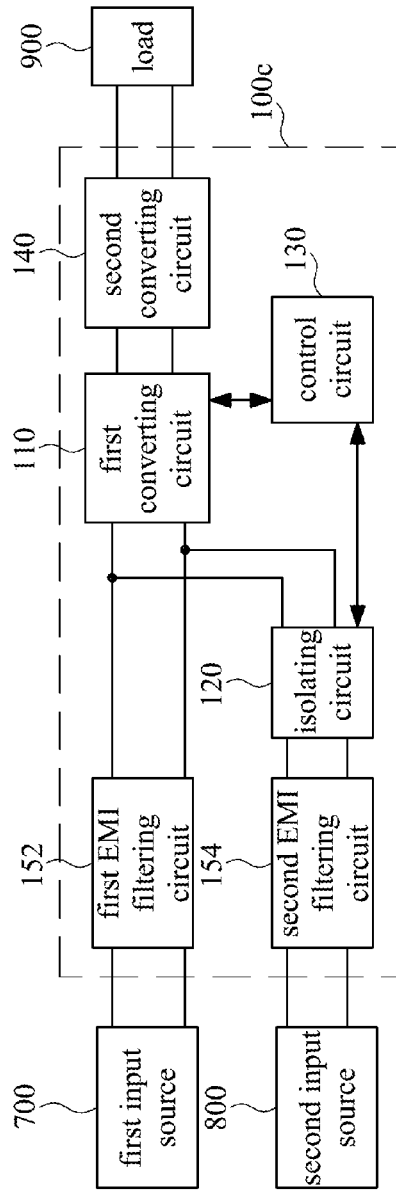 700
first input
source
800
second input
source
152
first EMI
filtering
circuit
154
second EMI
filtering
circuit
120
isolating
circuit
110
first
converting
circuit
130
control
circuit
140
second
converting
circuit
100c
900
load